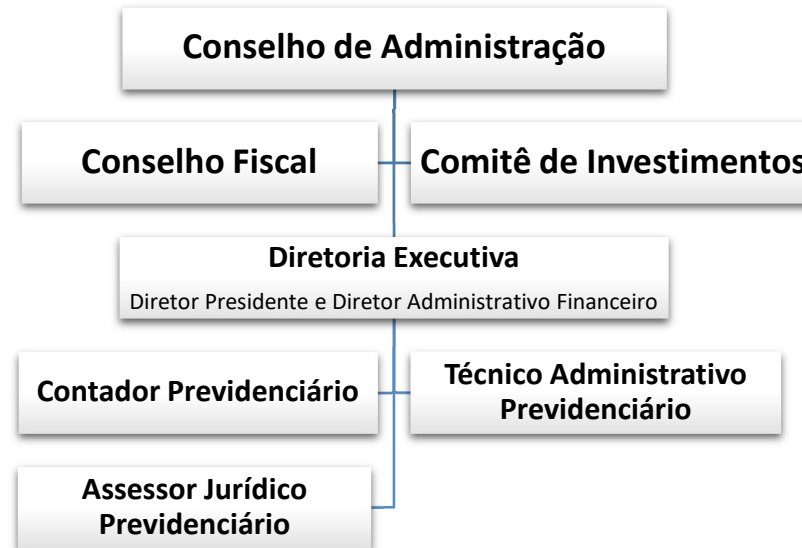 Conselho de Administração
Conselho Fiscal
Comitê de Investimentos
Diretoria Executiva
Diretor Presidente e Diretor Administrativo Financeiro
Contador Previdenciário
Técnico Administrativo
Previdenciário
Assessor Jurídico
Previdenciário